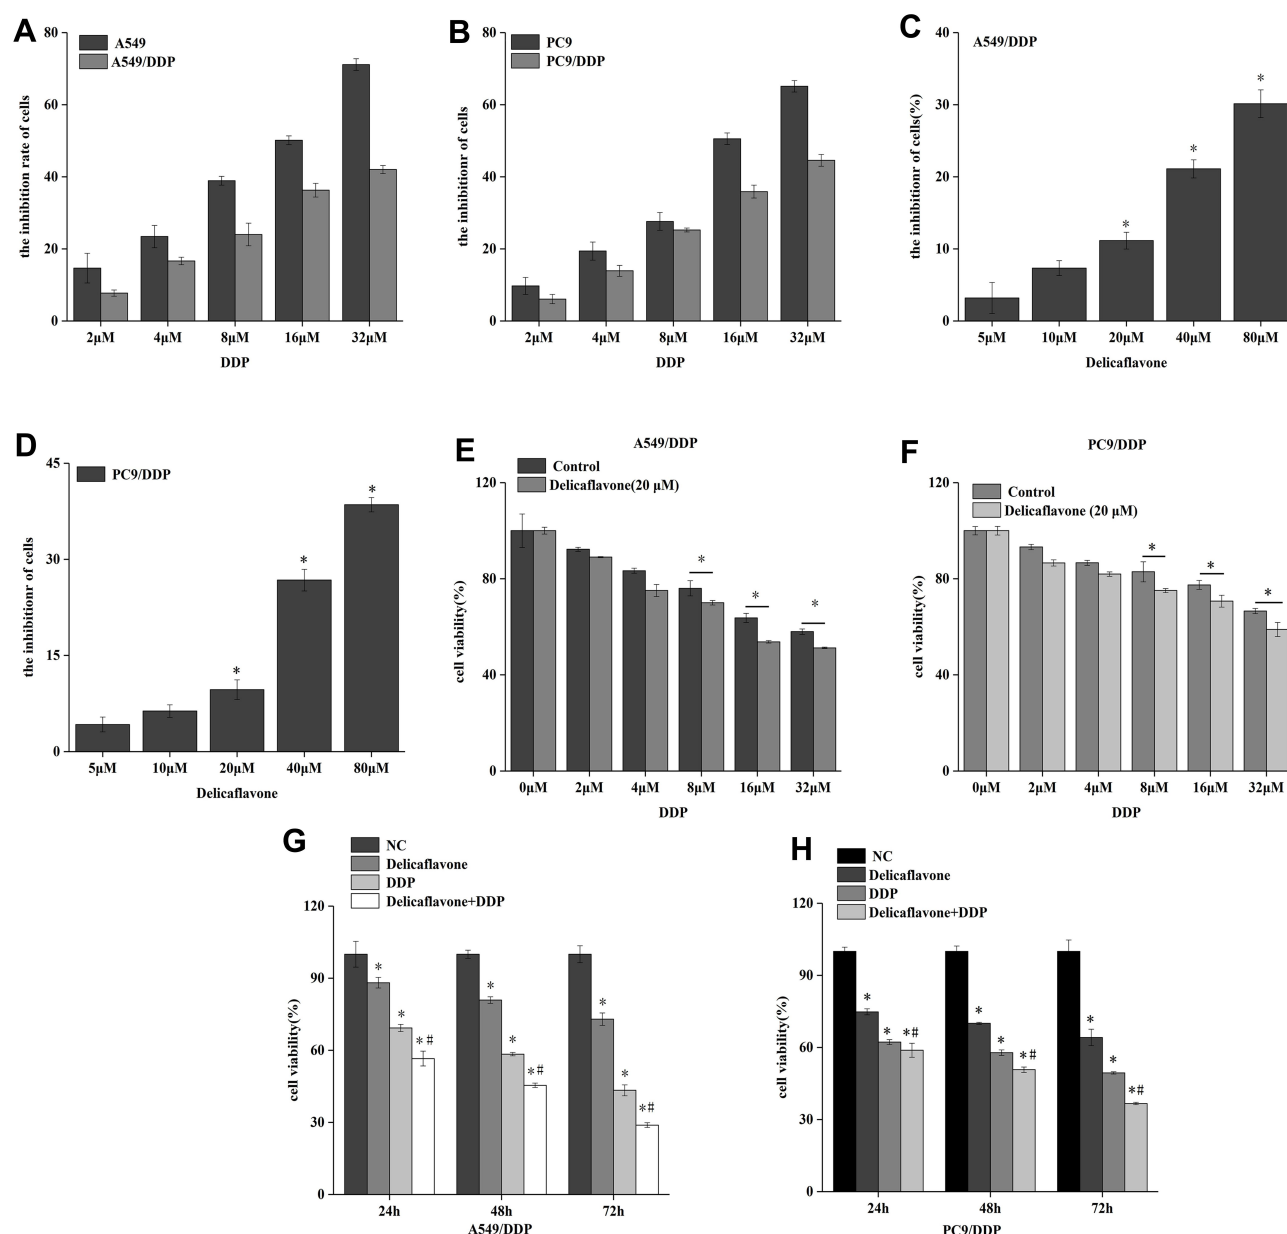 A
80
60
40
20
0
the inhibition rate of cells
A549
A549/DDP
2μM 4μM 8μM 16μM 32μM
DDP
B
80
60
40
20
0
the inhibitionr of cells
PC9
PC9/DDP
2μM 4μM 8μM 16μM 32μM
DDP
C
40
30
20
10
0
the inhibitionr of cells(%)
A549/DDP
* * *
5μM 10μM 20μM 40μM 80μM
Delicaflavone
D
45
30
15
0
the inhibitionr of cells
PC9/DDP
* * *
5μM 10μM 20μM 40μM 80μM
Delicaflavone
E
A549/DDP
Control
Delicaflavone(20 μM)
120
80
40
0
cell viability(%)
* * *
0μM 2μM 4μM 8μM 16μM 32μM
DDP
F
PC9/DDP
Control
Delicaflavone (20 μM)
120
80
40
0
cell viability(%)
* * *
0μM 2μM 4μM 8μM 16μM 32μM
DDP
G
NC
Delicaflavone
DDP
Delicaflavone+DDP
120
90
60
30
0
cell viability(%)
* * *# * * *# * * *#
24h 48h 72h
A549/DDP
H
NC
Delicaflavone
DDP
Delicaflavone+DDP
120
90
60
30
0
cell viability(%)
* * *# * * *# * * *#
24h 48h 72h
PC9/DDP